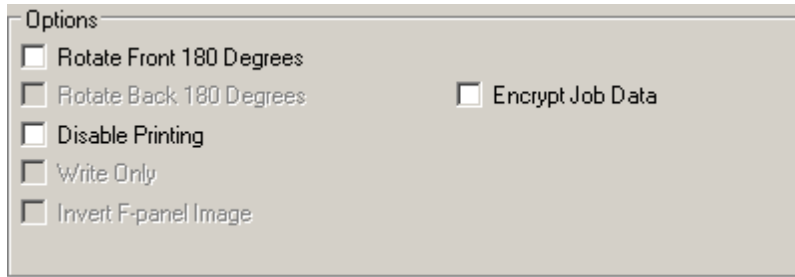 Options
Rotate Front 180 Degrees
Rotate Back 180 Degrees
Encrypt Job Data
Disable Printing
Write Only
Invert F-panel Image